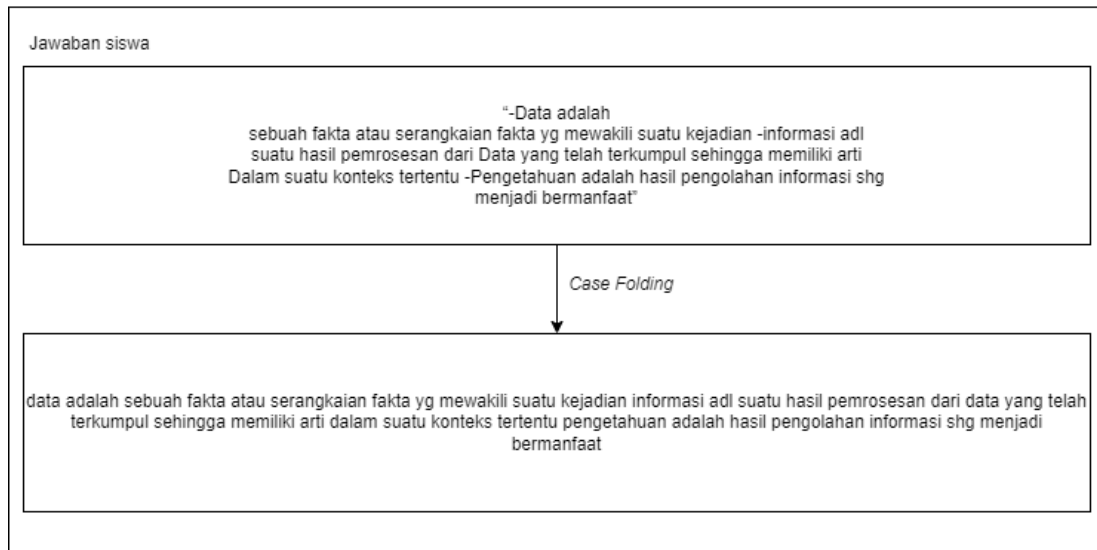 Jawaban siswa
“-Data adalah
sebuah fakta atau serangkaian fakta yg mewakili suatu kejadian -informasi adl
suatu hasil pemrosesan dari Data yang telah terkumpul sehingga memiliki arti
Dalam suatu konteks tertentu -Pengetahuan adalah hasil pengolahan informasi shg
menjadi bermanfaat”
Case Folding
data adalah sebuah fakta atau serangkaian fakta yg mewakili suatu kejadian informasi adl suatu hasil pemrosesan dari data yang telah
terkumpul sehingga memiliki arti dalam suatu konteks tertentu pengetahuan adalah hasil pengolahan informasi shg menjadi
bermanfaat